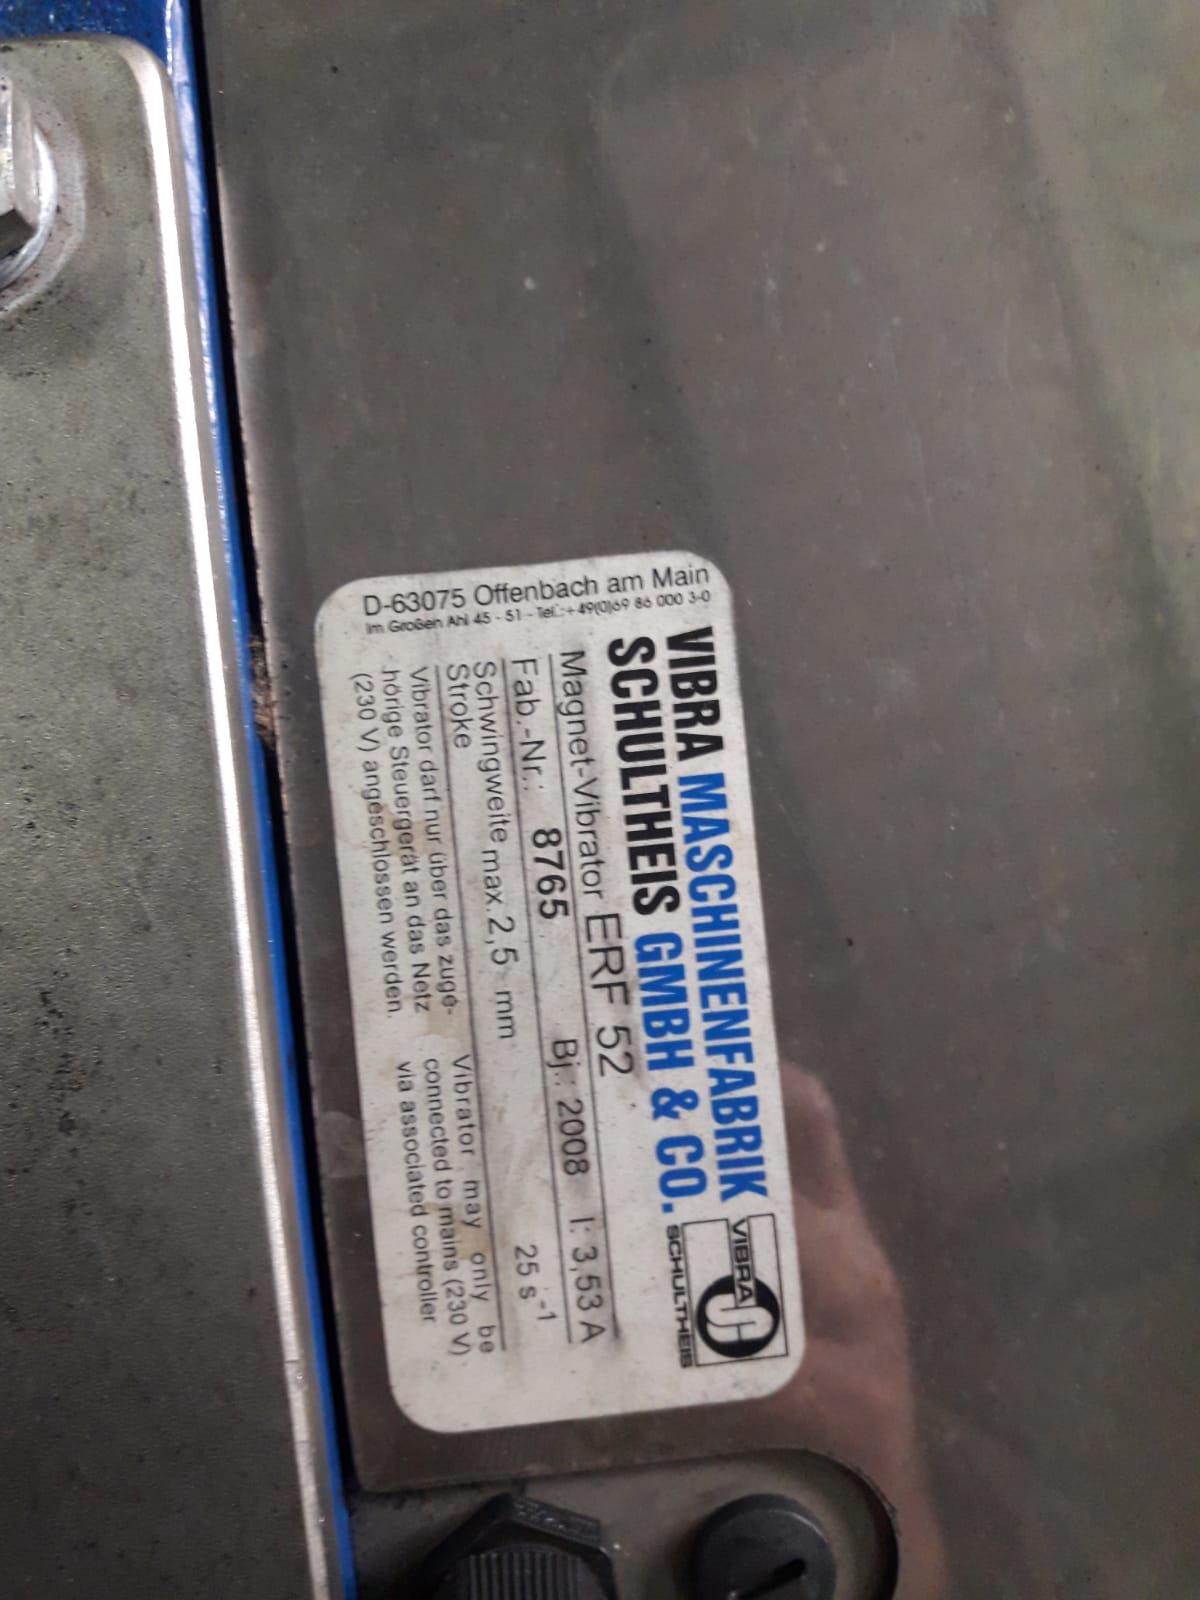 D-63075 Offenbach am Main
Im Großen Ahl 45 - 51 - Tel.:+49(0)69 86 000 3-0
VIBRA MASCHINENFABRIK
SCHULTHEIS GMBH & CO.
VIBRA
SCHULTHEIS
Magnet-Vibrator ERF 52
Fab.-Nr.: 8765 Bj.: 2008 I: 3,53 A
Schwingweite max. 2,5 mm 25 s⁻¹
Stroke
Vibrator darf nur über das zuge-
hörige Steuergerät an das Netz
(230 V) angeschlossen werden.
Vibrator may only be
connected to mains (230 V)
via associated controller